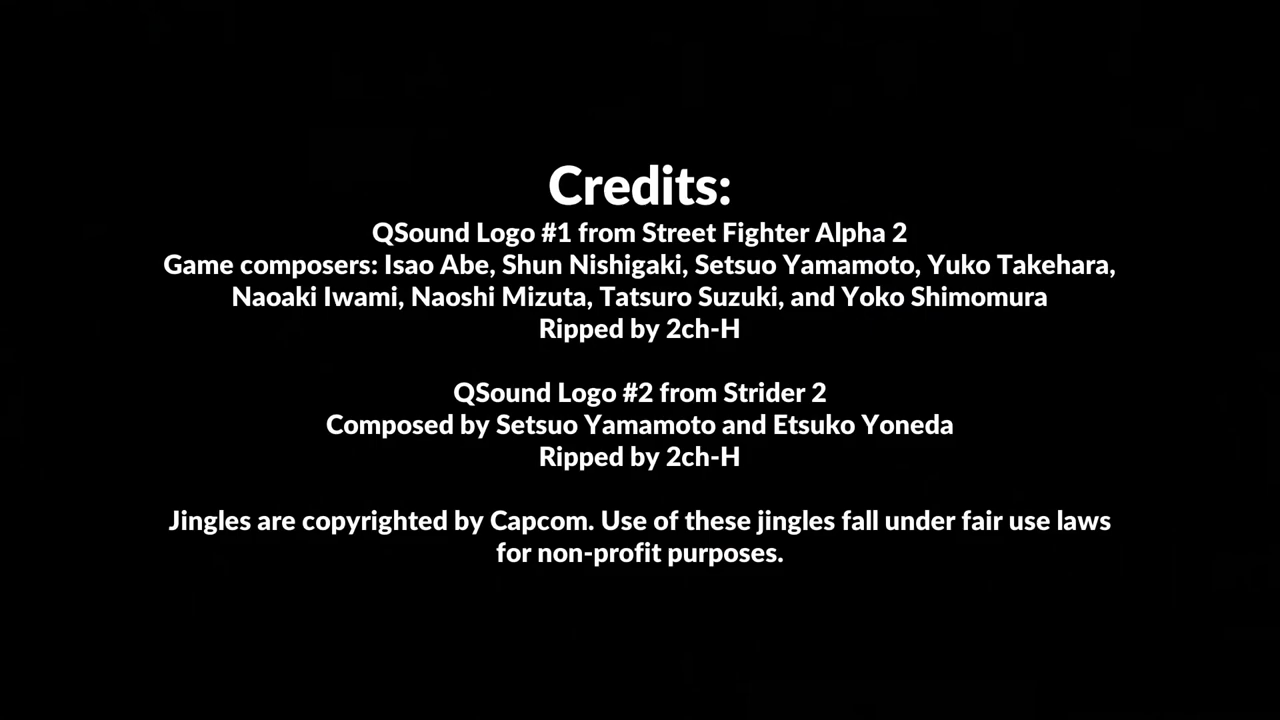 Credits:
QSound Logo #1 from Street Fighter Alpha 2
Game composers: Isao Abe, Shun Nishigaki, Setsuo Yamamoto, Yuko Takehara,
Naoaki Iwami, Naoshi Mizuta, Tatsuro Suzuki, and Yoko Shimomura
Ripped by 2ch-H
QSound Logo #2 from Strider 2
Composed by Setsuo Yamamoto and Etsuko Yoneda
Ripped by 2ch-H
Jingles are copyrighted by Capcom. Use of these jingles fall under fair use laws
for non-profit purposes.